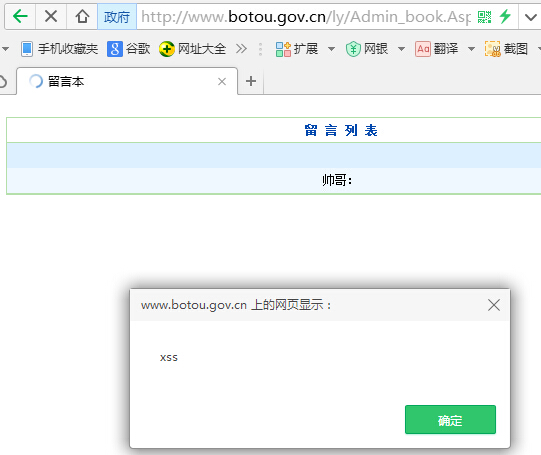 政府 http://www.botou.gov.cn/ly/Admin_book.Asp
手机收藏夹 谷歌 网址大全 » 扩展 网银 Aa 翻译 截图
留言本
留 言 列 表
帅哥：
www.botou.gov.cn 上的网页显示：
xss
确定